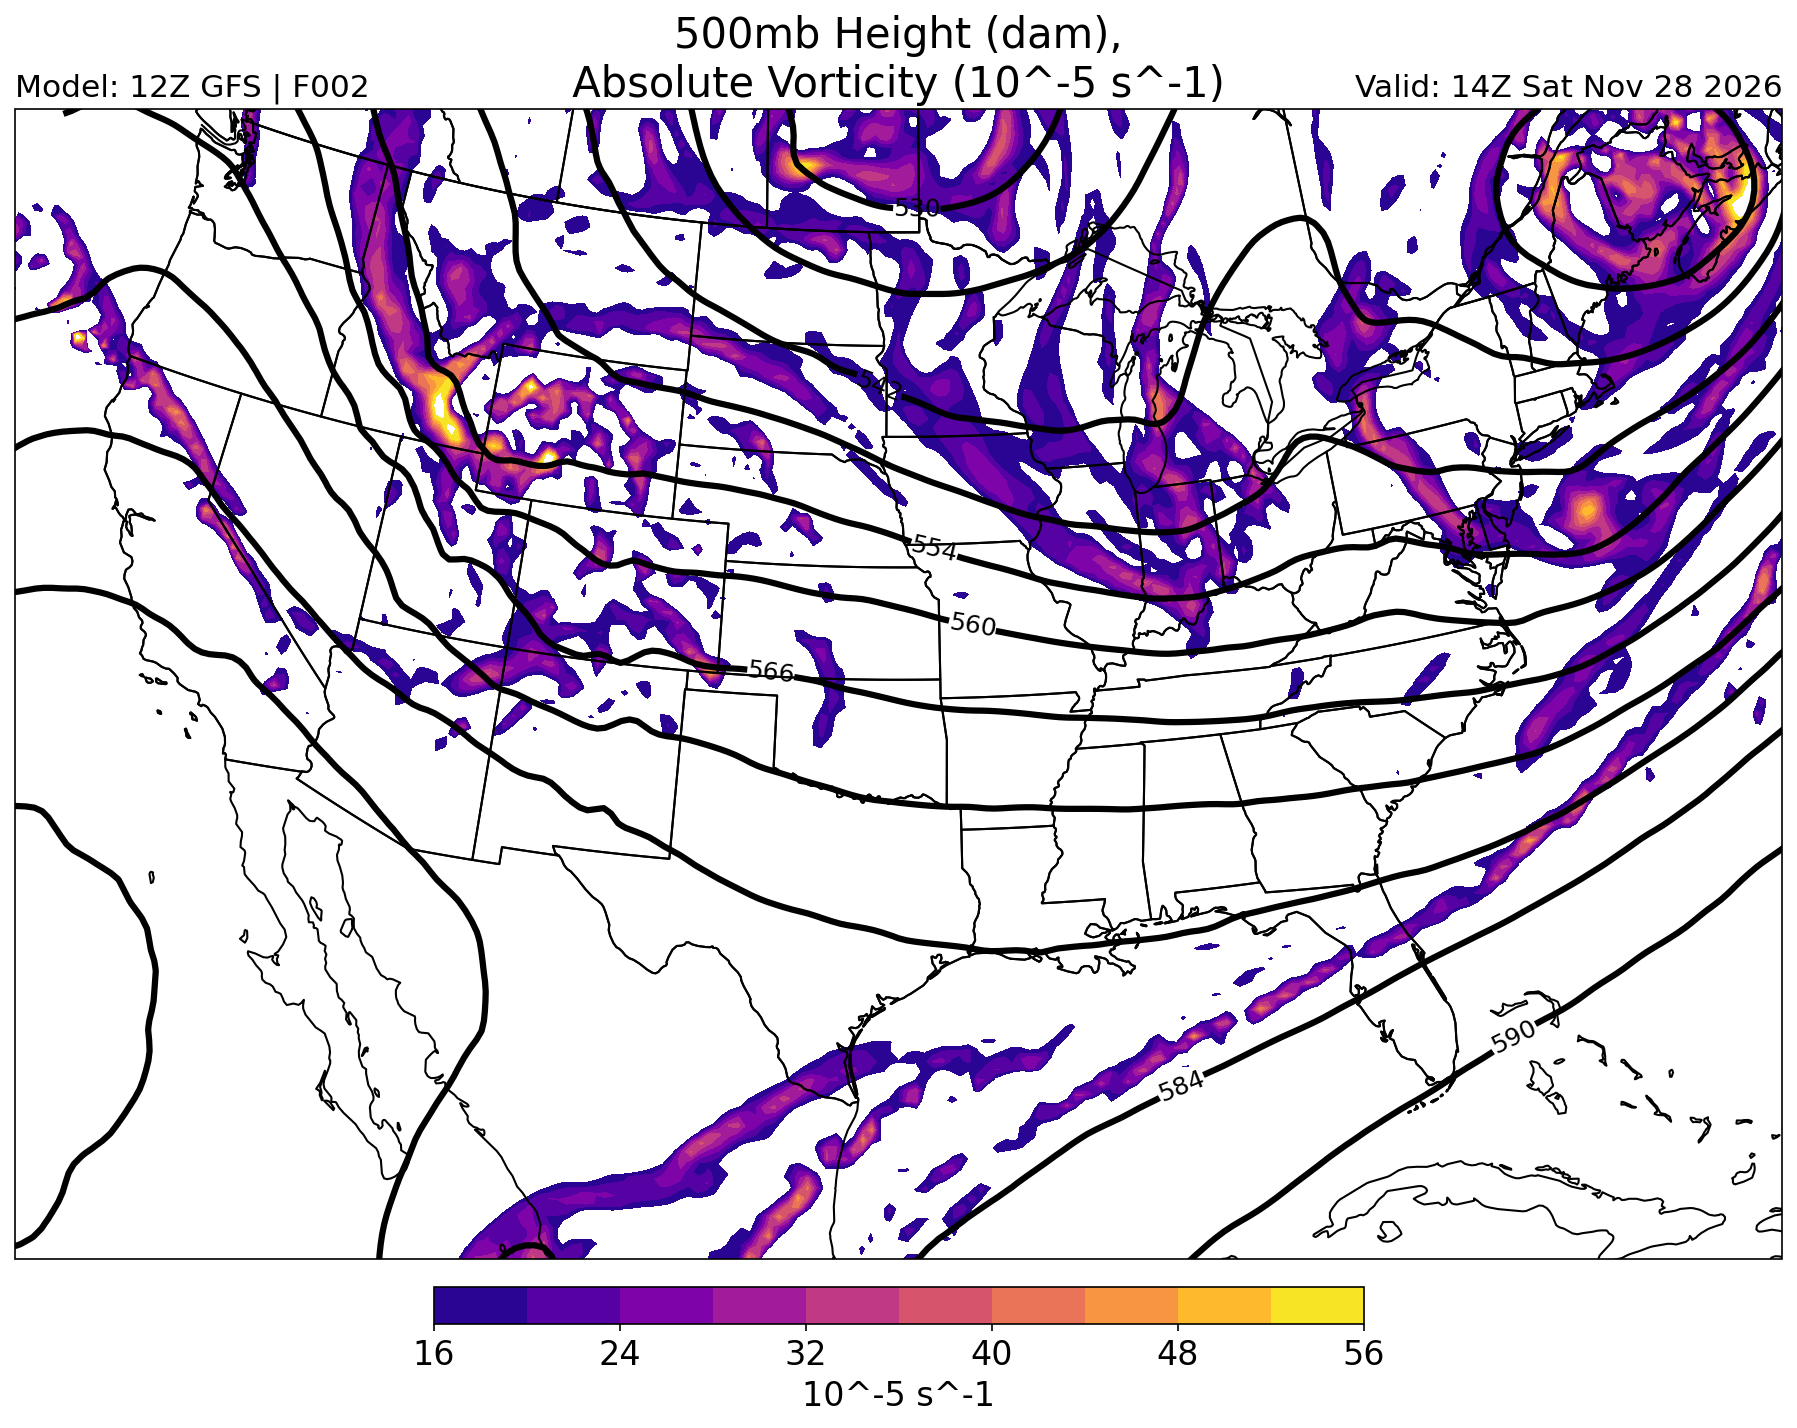 500mb Height (dam),
Absolute Vorticity (10^-5 s^-1)
Model: 12Z GFS | F002
Valid: 14Z Sat Nov 28 2026
530
542
554
560
566
584
590
16 24 32 40 48 56
10^-5 s^-1